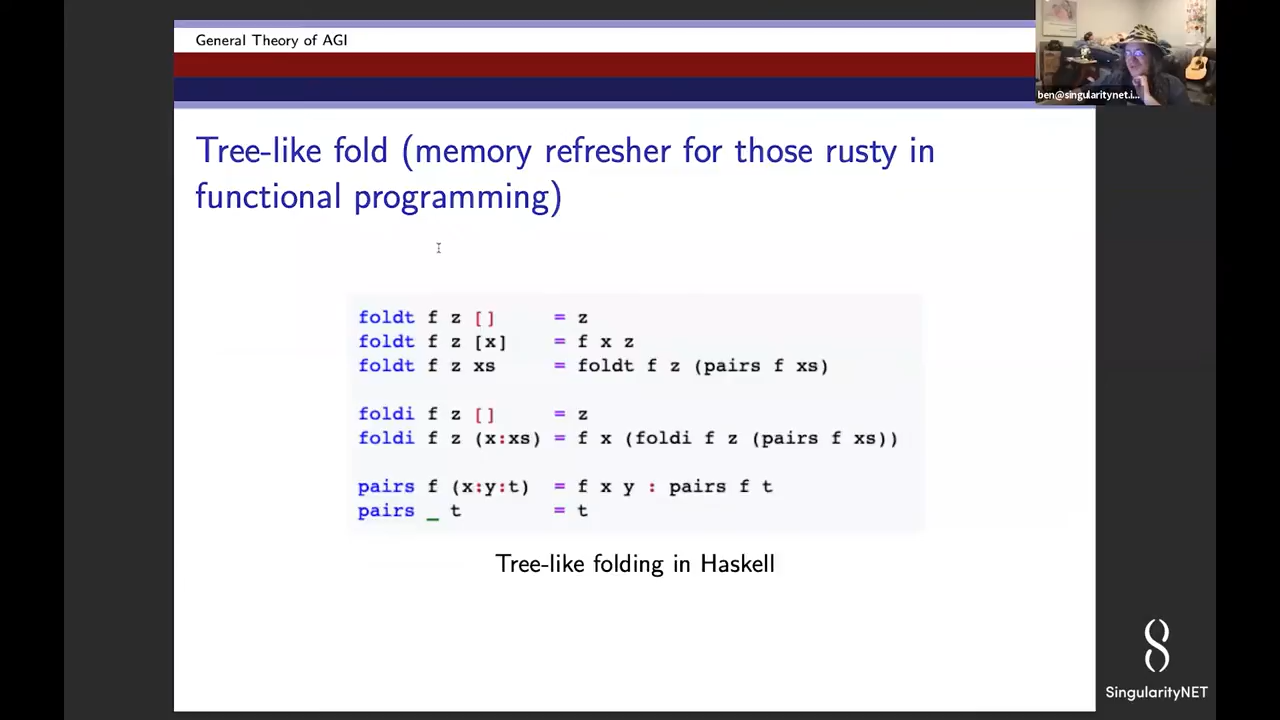 General Theory of AGI
ben@singularitynet.i...
Tree-like fold (memory refresher for those rusty in
functional programming)
foldt f z [] = z
foldt f z [x] = f x z
foldt f z xs = foldt f z (pairs f xs)
foldi f z [] = z
foldi f z (x:xs) = f x (foldi f z (pairs f xs))
pairs f (x:y:t) = f x y : pairs f t
pairs _ t = t
Tree-like folding in Haskell
SingularityNET